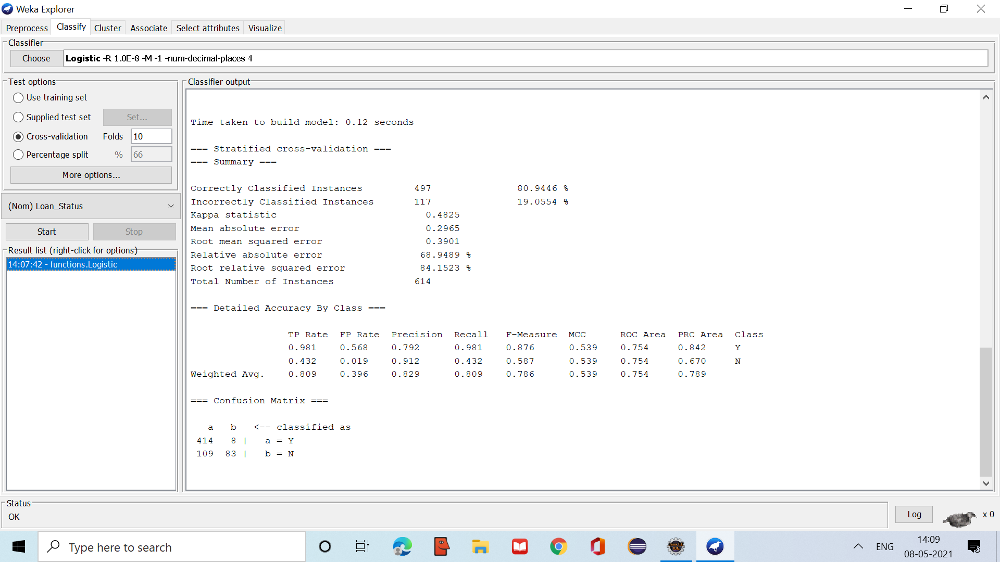 Weka Explorer
Preprocess Classify Cluster Associate Select attributes Visualize
Classifier
Choose Logistic -R 1.0E-8 -M -1 -num-decimal-places 4
Test options
Use training set
Supplied test set Set...
Cross-validation Folds 10
Percentage split % 66
More options...
(Nom) Loan_Status
Start Stop
Result list (right-click for options)
14:07:42 - functions.Logistic
Classifier output
Time taken to build model: 0.12 seconds
=== Stratified cross-validation ===
=== Summary ===
Correctly Classified Instances 497 80.9446 %
Incorrectly Classified Instances 117 19.0554 %
Kappa statistic 0.4825
Mean absolute error 0.2965
Root mean squared error 0.3901
Relative absolute error 68.9489 %
Root relative squared error 84.1523 %
Total Number of Instances 614
=== Detailed Accuracy By Class ===
TP Rate FP Rate Precision Recall F-Measure MCC ROC Area PRC Area Class
0.981 0.568 0.792 0.981 0.876 0.539 0.754 0.842 Y
0.432 0.019 0.912 0.432 0.587 0.539 0.754 0.670 N
Weighted Avg. 0.809 0.396 0.829 0.809 0.786 0.539 0.754 0.789
=== Confusion Matrix ===
a b <-- classified as
414 8 | a = Y
109 83 | b = N
Status
OK
Log x 0
Type here to search
Java EE
IDE
ENG
14:09
08-05-2021